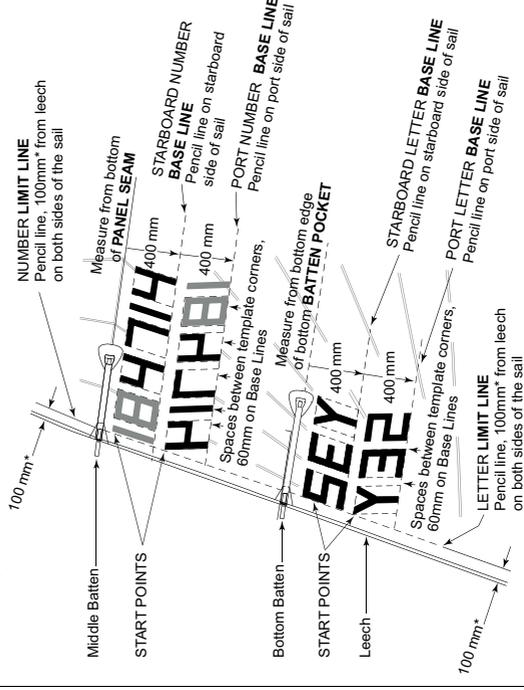 100 mm*
NUMBER LIMIT LINE
Pencil line, 100mm* from leech
on both sides of the sail
Middle Batten
Measure from bottom
of PANEL SEAM
184714
400 mm
STARBOARD NUMBER
BASE LINE
Pencil line on starboard
side of sail
START POINTS
400 mm
PORT NUMBER BASE LINE
Pencil line on port side of sail
Spaces between template corners,
60mm on Base Lines
Bottom Batten
Measure from bottom edge
of bottom BATTEN POCKET
SEY
400 mm
STARBOARD LETTER BASE LINE
Pencil line on starboard side of sail
START POINTS
Y32
400 mm
PORT LETTER BASE LINE
Pencil line on port side of sail
Leech
Spaces between template corners,
60mm on Base Lines
LETTER LIMIT LINE
Pencil line, 100mm* from leech
on both sides of the sail
100 mm*